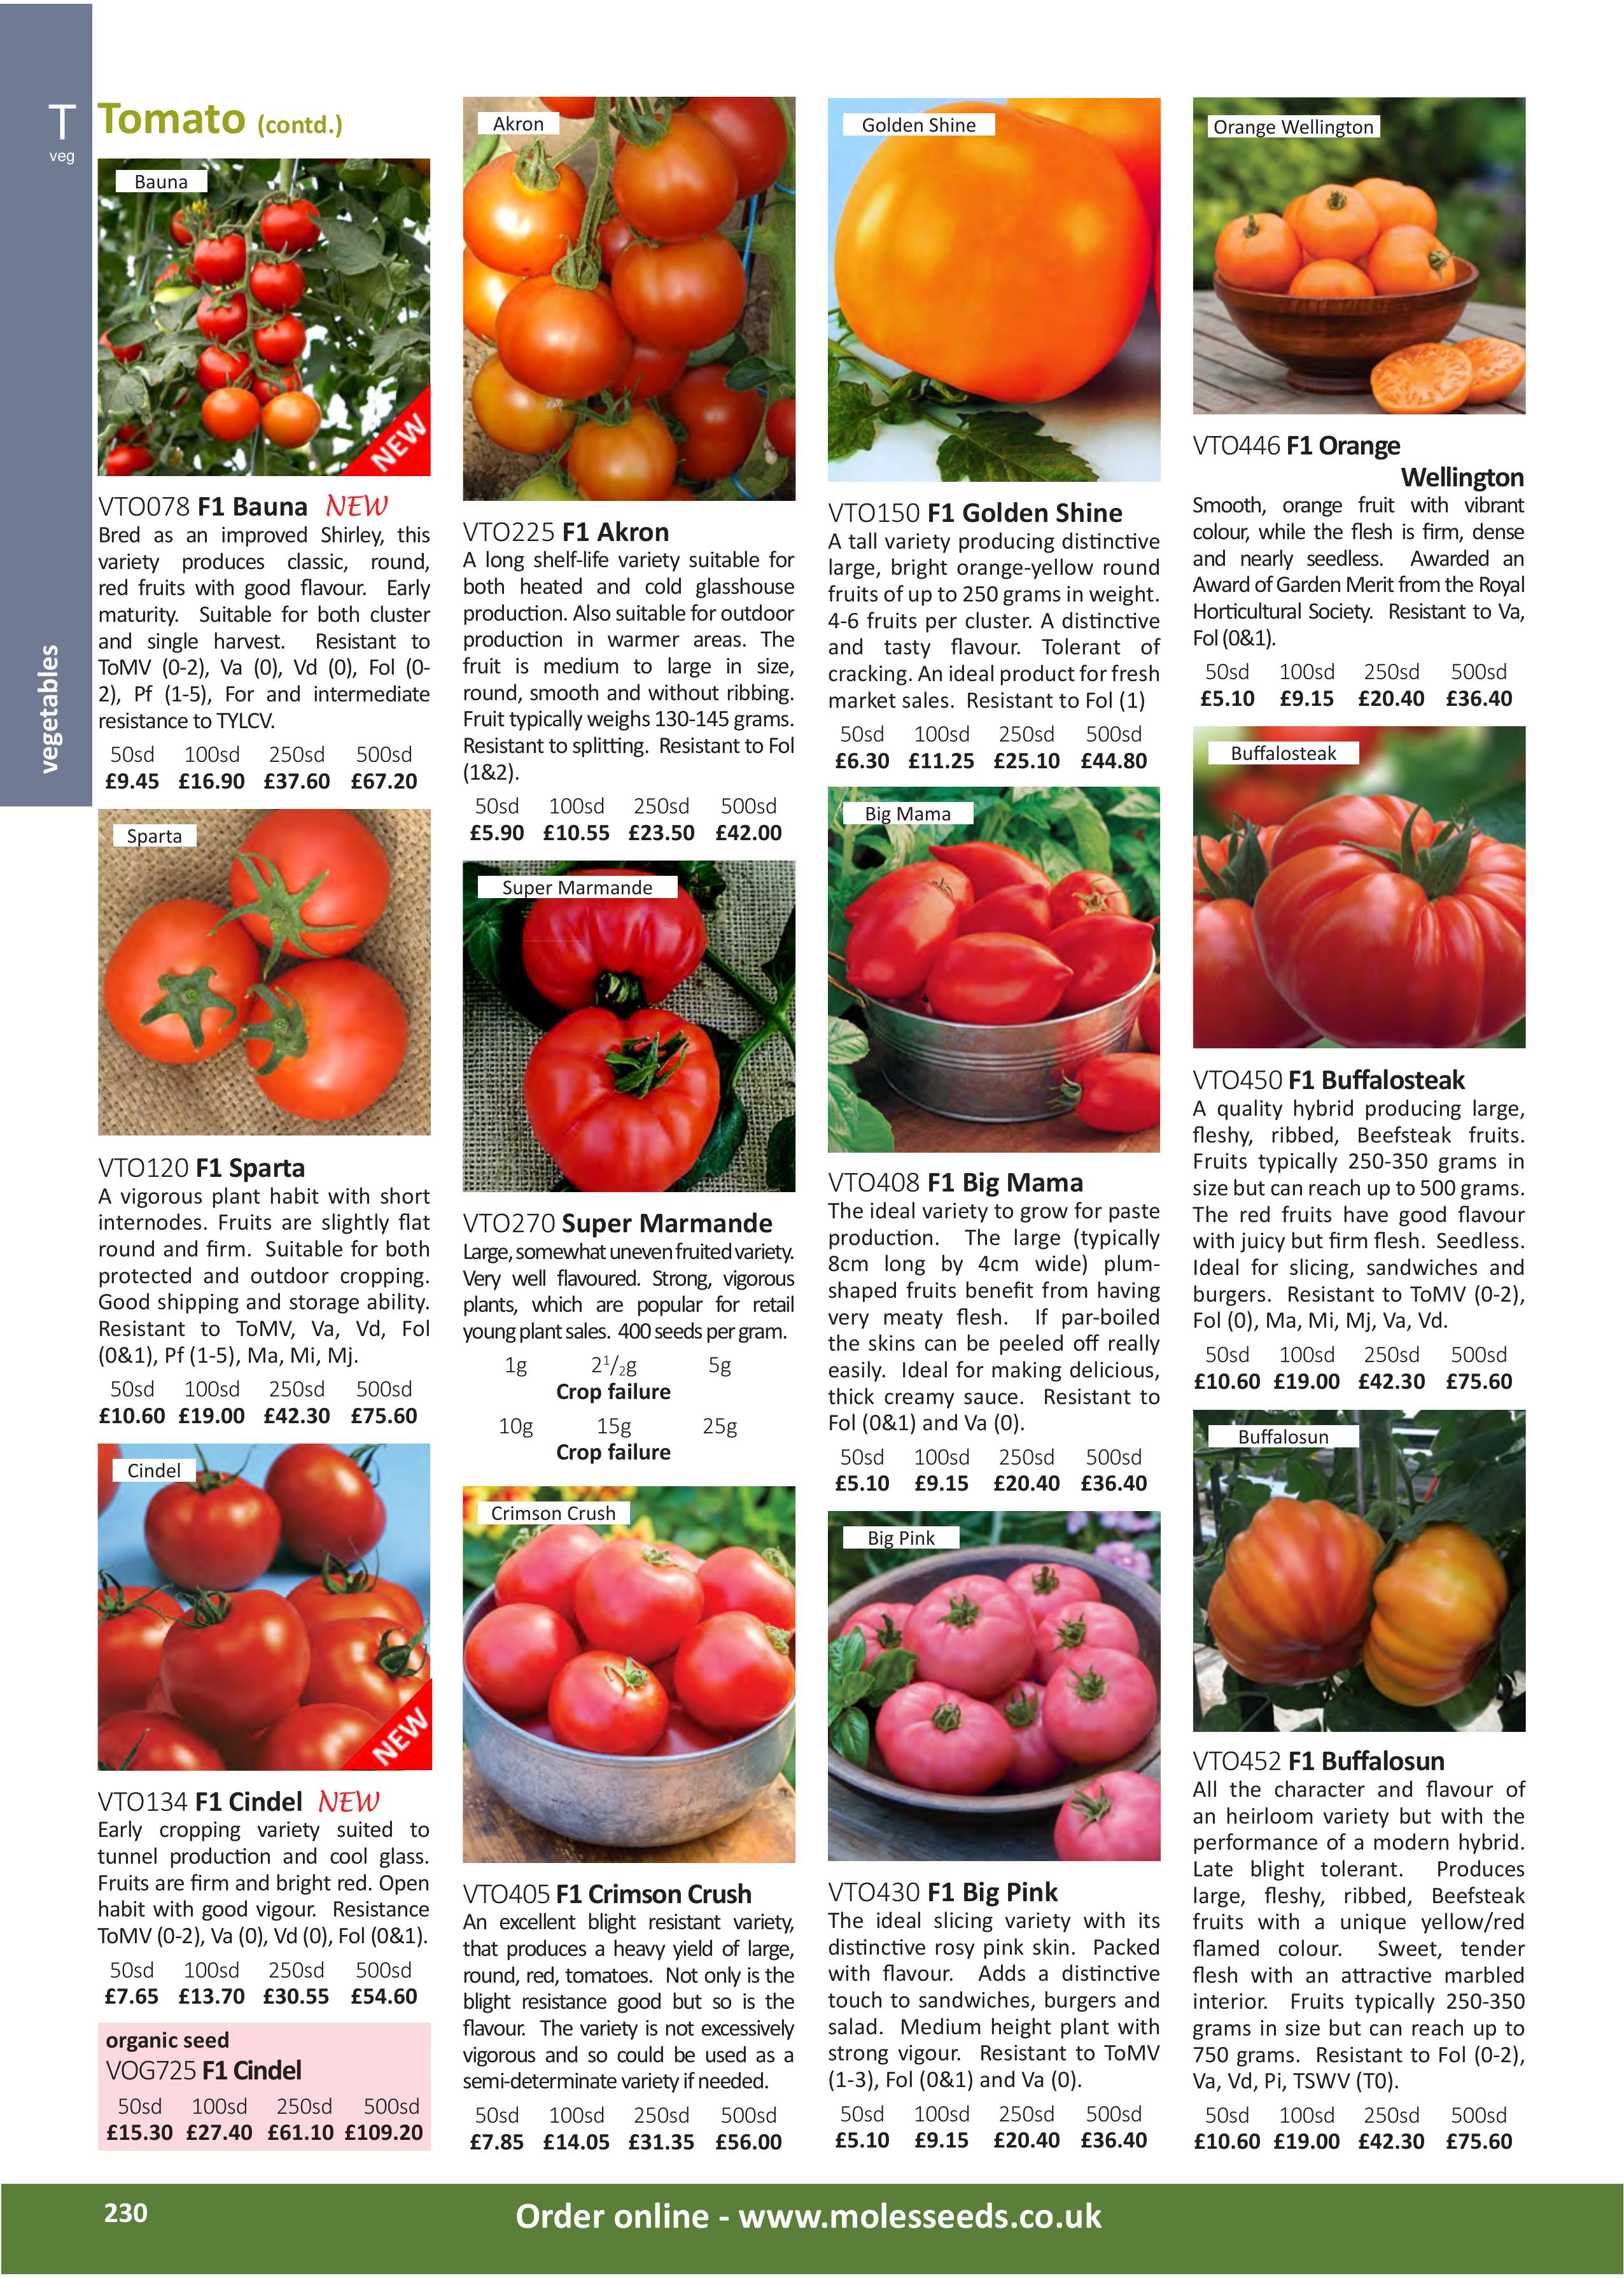 T
veg
vegetables
Tomato (contd.)
Bauna
NEW
VTO078 F1 Bauna NEW
Bred as an improved Shirley, this
variety produces classic, round,
red fruits with good flavour. Early
maturity. Suitable for both cluster
and single harvest. Resistant to
ToMV (0-2), Va (0), Vd (0), Fol (0-
2), Pf (1-5), For and intermediate
resistance to TYLCV.
50sd 100sd 250sd 500sd
£9.45 £16.90 £37.60 £67.20
Sparta
VTO120 F1 Sparta
A vigorous plant habit with short
internodes. Fruits are slightly flat
round and firm. Suitable for both
protected and outdoor cropping.
Good shipping and storage ability.
Resistant to ToMV, Va, Vd, Fol
(0&1), Pf (1-5), Ma, Mi, Mj.
50sd 100sd 250sd 500sd
£10.60 £19.00 £42.30 £75.60
Cindel
NEW
VTO134 F1 Cindel NEW
Early cropping variety suited to
tunnel production and cool glass.
Fruits are firm and bright red. Open
habit with good vigour. Resistance
ToMV (0-2), Va (0), Vd (0), Fol (0&1).
50sd 100sd 250sd 500sd
£7.65 £13.70 £30.55 £54.60
organic seed
VOG725 F1 Cindel
50sd 100sd 250sd 500sd
£15.30 £27.40 £61.10 £109.20
Akron
VTO225 F1 Akron
A long shelf-life variety suitable for
both heated and cold glasshouse
production. Also suitable for outdoor
production in warmer areas. The
fruit is medium to large in size,
round, smooth and without ribbing.
Fruit typically weighs 130-145 grams.
Resistant to splitting. Resistant to Fol
(1&2).
50sd 100sd 250sd 500sd
£5.90 £10.55 £23.50 £42.00
Super Marmande
VTO270 Super Marmande
Large, somewhat uneven fruited variety.
Very well flavoured. Strong, vigorous
plants, which are popular for retail
young plant sales. 400 seeds per gram.
1g 2 1/2g 5g
Crop failure
10g 15g 25g
Crop failure
Crimson Crush
VTO405 F1 Crimson Crush
An excellent blight resistant variety,
that produces a heavy yield of large,
round, red, tomatoes. Not only is the
blight resistance good but so is the
flavour. The variety is not excessively
vigorous and so could be used as a
semi-determinate variety if needed.
50sd 100sd 250sd 500sd
£7.85 £14.05 £31.35 £56.00
Golden Shine
VTO150 F1 Golden Shine
A tall variety producing distinctive
large, bright orange-yellow round
fruits of up to 250 grams in weight.
4-6 fruits per cluster. A distinctive
and tasty flavour. Tolerant of
cracking. An ideal product for fresh
market sales. Resistant to Fol (1)
50sd 100sd 250sd 500sd
£6.30 £11.25 £25.10 £44.80
Big Mama
VTO408 F1 Big Mama
The ideal variety to grow for paste
production. The large (typically
8cm long by 4cm wide) plum-
shaped fruits benefit from having
very meaty flesh. If par-boiled
the skins can be peeled off really
easily. Ideal for making delicious,
thick creamy sauce. Resistant to
Fol (0&1) and Va (0).
50sd 100sd 250sd 500sd
£5.10 £9.15 £20.40 £36.40
Big Pink
VTO430 F1 Big Pink
The ideal slicing variety with its
distinctive rosy pink skin. Packed
with flavour. Adds a distinctive
touch to sandwiches, burgers and
salad. Medium height plant with
strong vigour. Resistant to ToMV
(1-3), Fol (0&1) and Va (0).
50sd 100sd 250sd 500sd
£5.10 £9.15 £20.40 £36.40
Orange Wellington
VTO446 F1 Orange
Wellington
Smooth, orange fruit with vibrant
colour, while the flesh is firm, dense
and nearly seedless. Awarded an
Award of Garden Merit from the Royal
Horticultural Society. Resistant to Va,
Fol (0&1).
50sd 100sd 250sd 500sd
£5.10 £9.15 £20.40 £36.40
Buffalosteak
VTO450 F1 Buffalosteak
A quality hybrid producing large,
fleshy, ribbed, Beefsteak fruits.
Fruits typically 250-350 grams in
size but can reach up to 500 grams.
The red fruits have good flavour
with juicy but firm flesh. Seedless.
Ideal for slicing, sandwiches and
burgers. Resistant to ToMV (0-2),
Fol (0), Ma, Mi, Mj, Va, Vd.
50sd 100sd 250sd 500sd
£10.60 £19.00 £42.30 £75.60
Buffalosun
VTO452 F1 Buffalosun
All the character and flavour of
an heirloom variety but with the
performance of a modern hybrid.
Late blight tolerant. Produces
large, fleshy, ribbed, Beefsteak
fruits with a unique yellow/red
flamed colour. Sweet, tender
flesh with an attractive marbled
interior. Fruits typically 250-350
grams in size but can reach up to
750 grams. Resistant to Fol (0-2),
Va, Vd, Pi, TSWV (T0).
50sd 100sd 250sd 500sd
£10.60 £19.00 £42.30 £75.60
230
Order online - www.molesseeds.co.uk